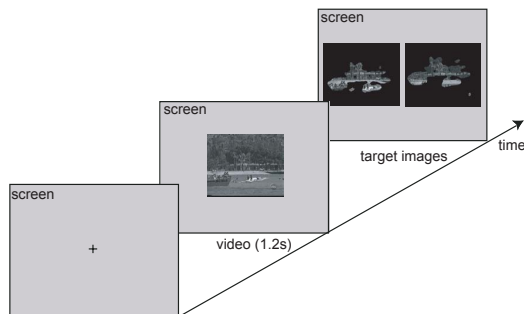 screen
screen
target images
time
screen
video (1.2s)